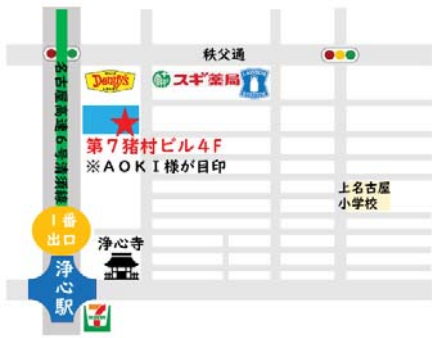 秩父通
Denny's
スギ薬局
LAWSON
名古屋高速6号清須線
第7猪村ビル4F
※AOKI様が目印
上名古屋
小学校
1番
出口
浄心寺
浄心駅